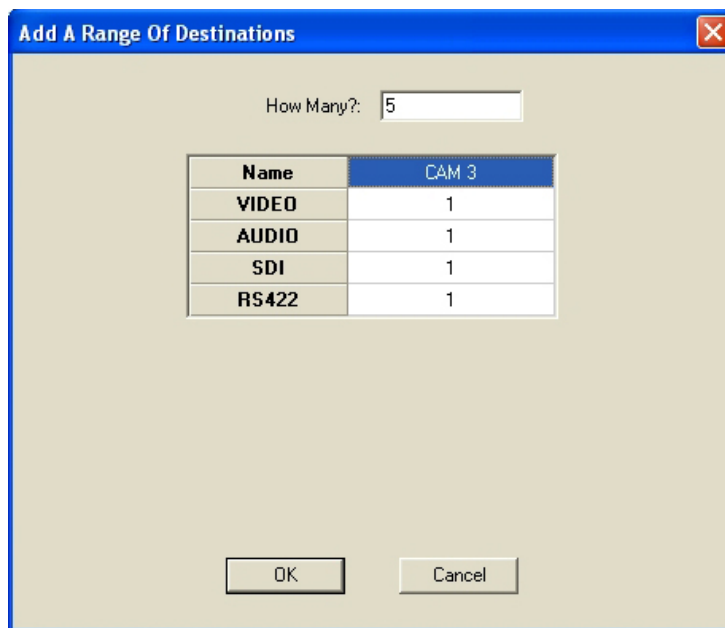 Add A Range Of Destinations
How Many?: 5
Name CAM 3
VIDEO 1
AUDIO 1
SDI 1
RS422 1
OK Cancel